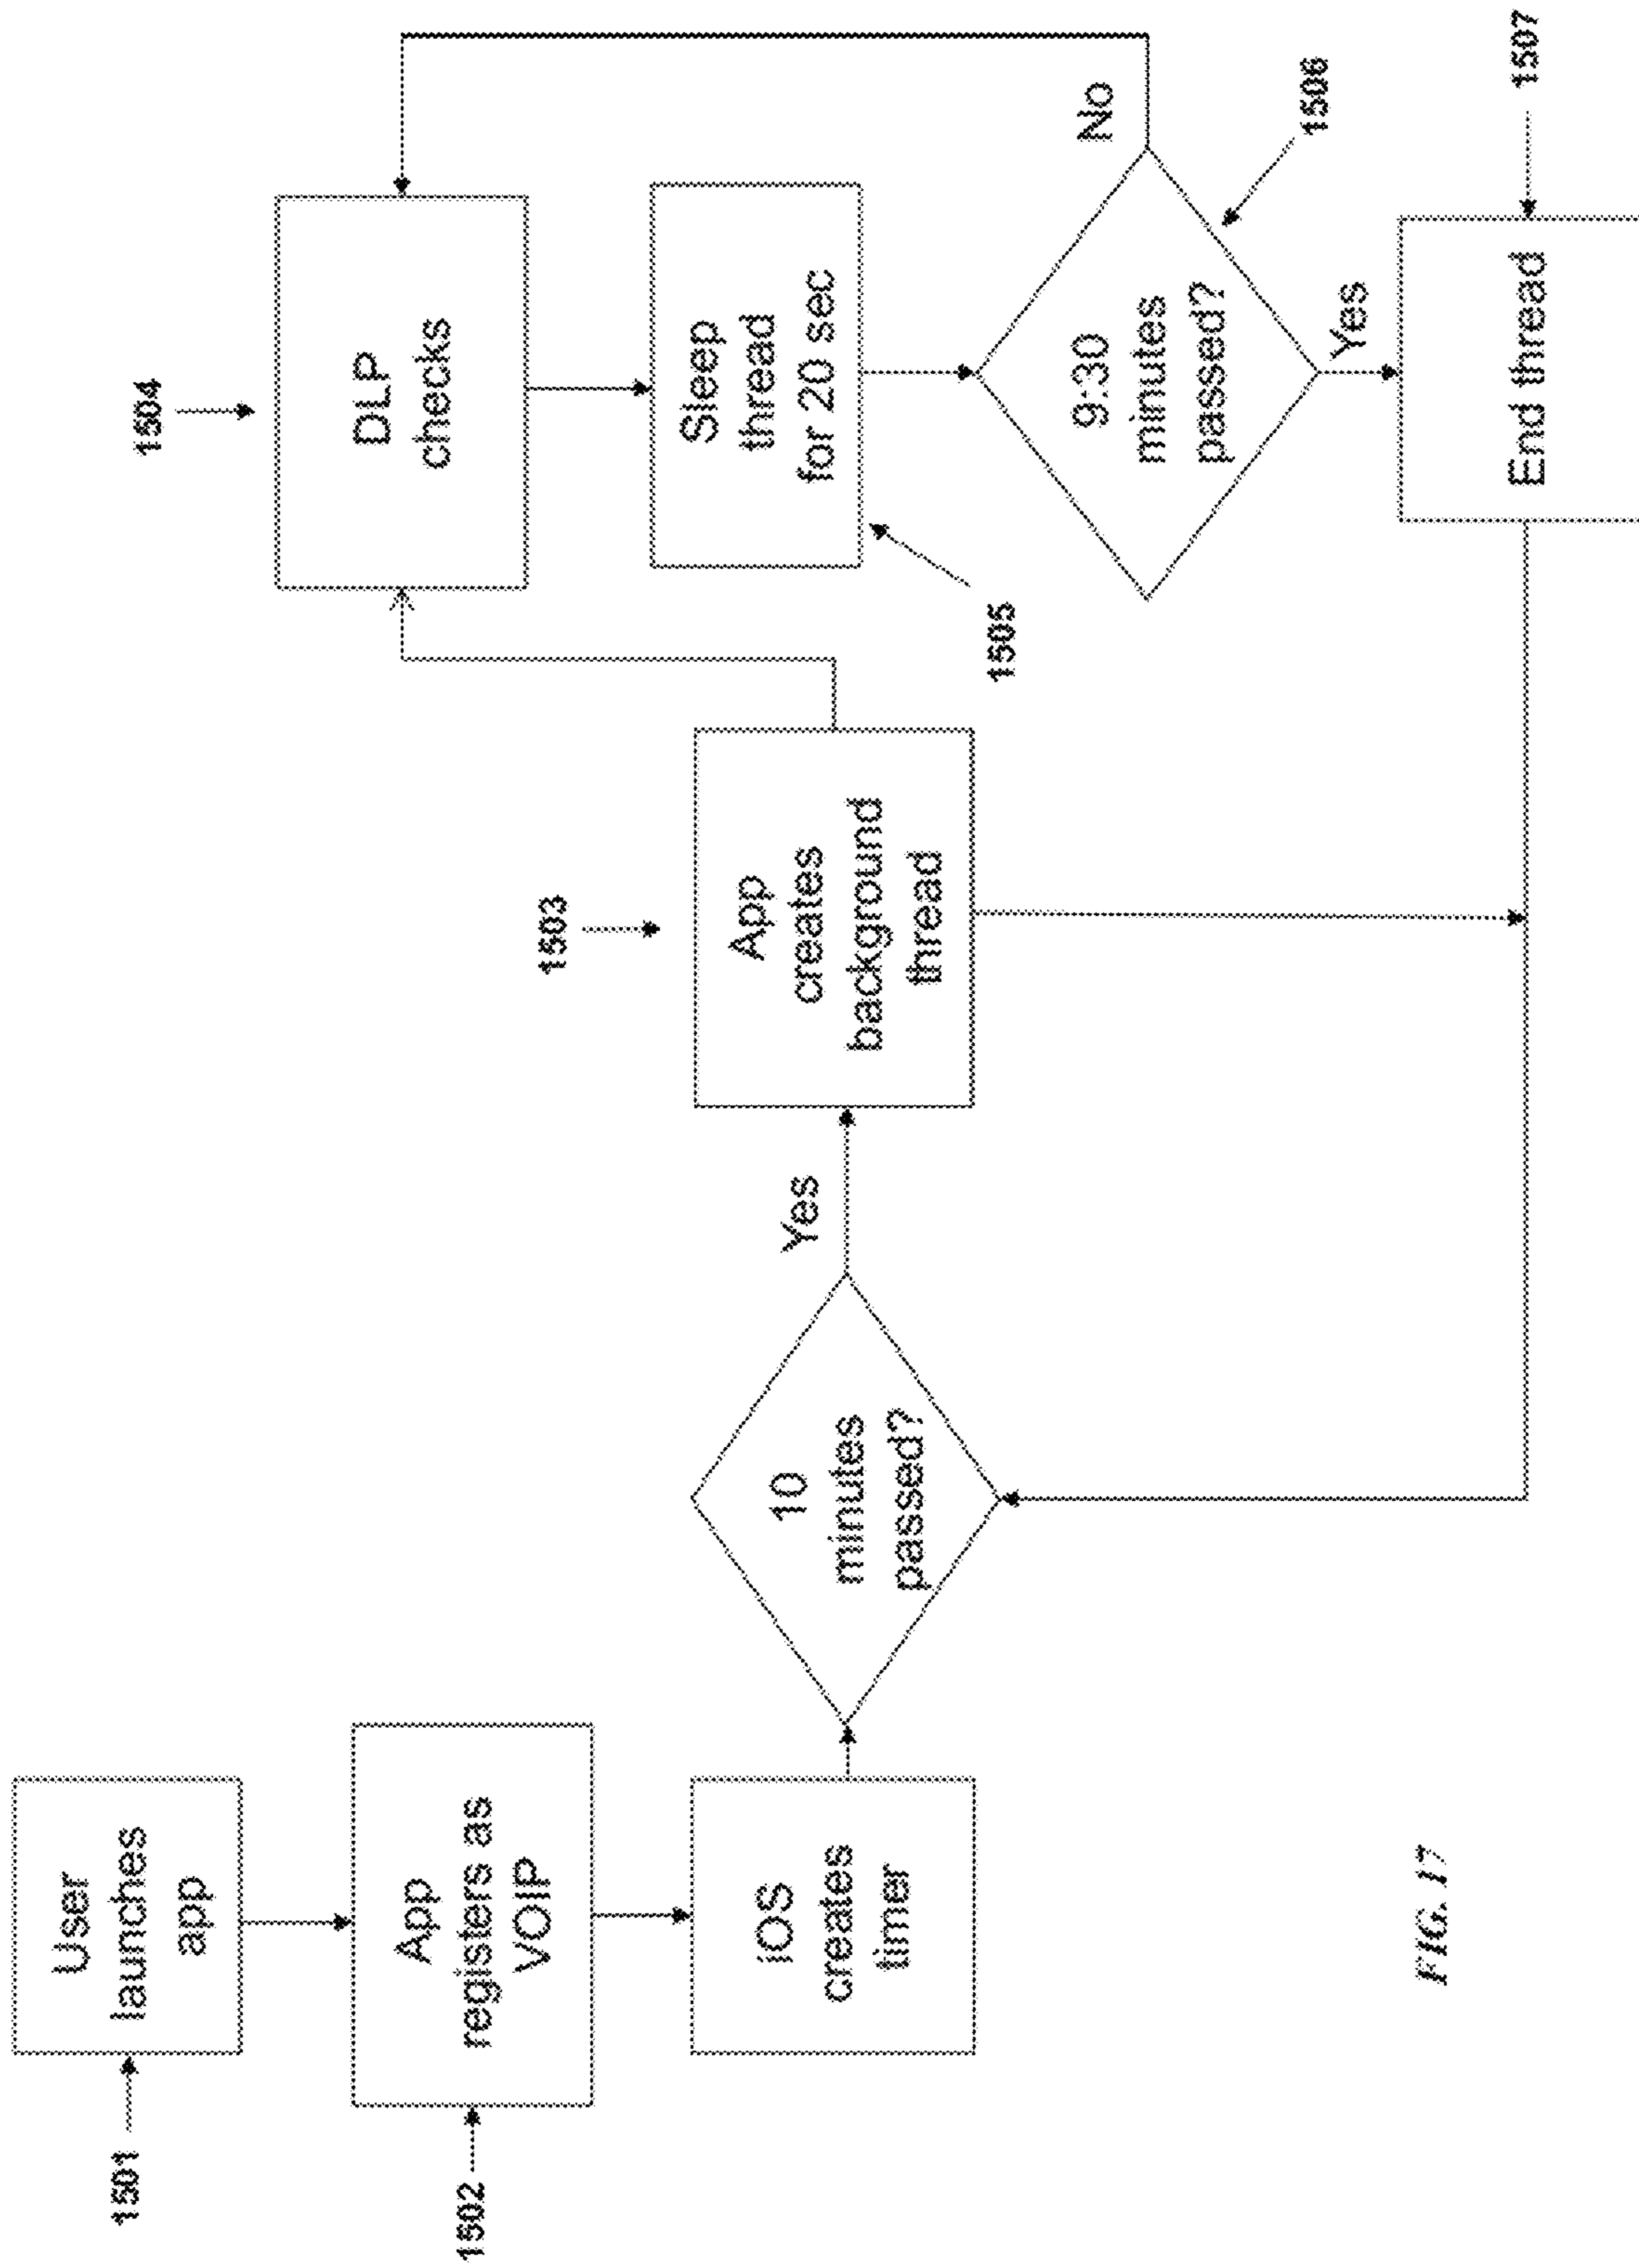 1501
User
launches
app
1502
App
registers as
VOIP
iOS
creates
timer
10
minutes
passed?
Yes
1503
App
creates
background
thread
1504
DLP
checks
1505
Sleep
thread
for 20 sec
1506
9:30
minutes
passed?
No
Yes
1507
End thread
FIG. 17